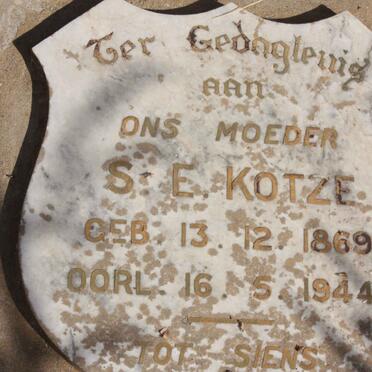 Ter Gedagtenis
aan
ONS MOEDER
S. E. KOTZE
GEB 13 12 1869
OORL 16 5 1944
TOT SIENS